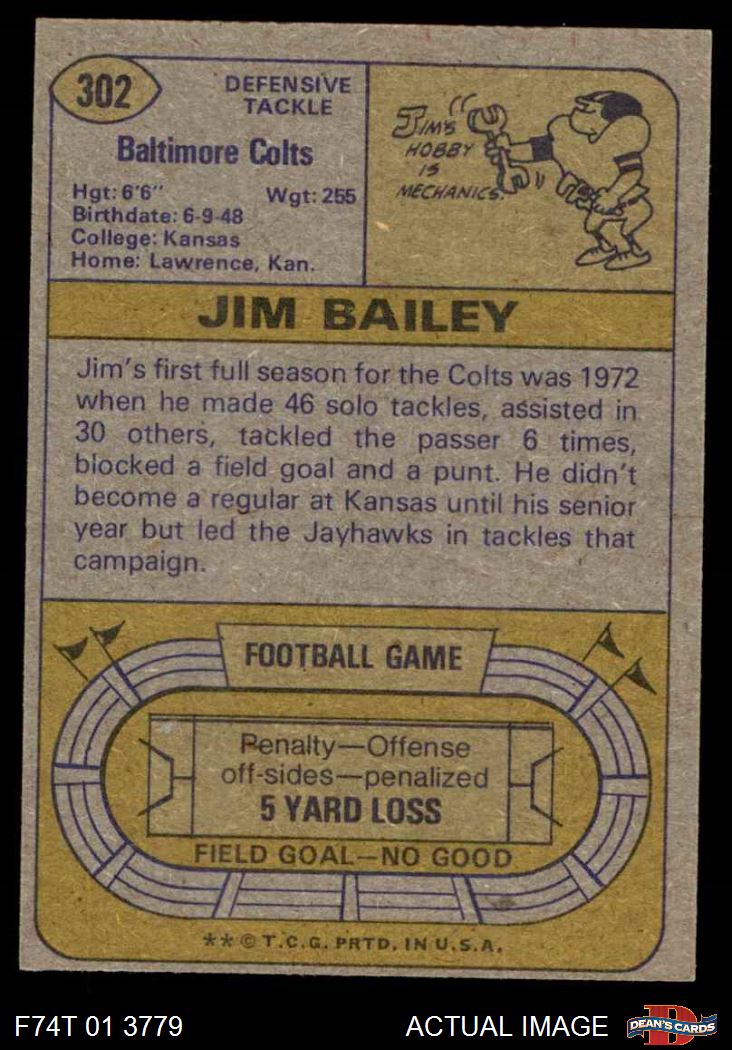 302
DEFENSIVE
TACKLE
Baltimore Colts
Hgt: 6'6" Wgt: 255
Birthdate: 6-9-48
College: Kansas
Home: Lawrence, Kan.
JIM'S
HOBBY
IS
MECHANICS.
JIM BAILEY
Jim's first full season for the Colts was 1972
when he made 46 solo tackles, assisted in
30 others, tackled the passer 6 times,
blocked a field goal and a punt. He didn't
become a regular at Kansas until his senior
year but led the Jayhawks in tackles that
campaign.
FOOTBALL GAME
Penalty—Offense
off-sides—penalized
5 YARD LOSS
FIELD GOAL—NO GOOD
** © T.C.G. PRTD. IN U.S.A.
F74T 01 3779 ACTUAL IMAGE
D
DEAN'S CARDS